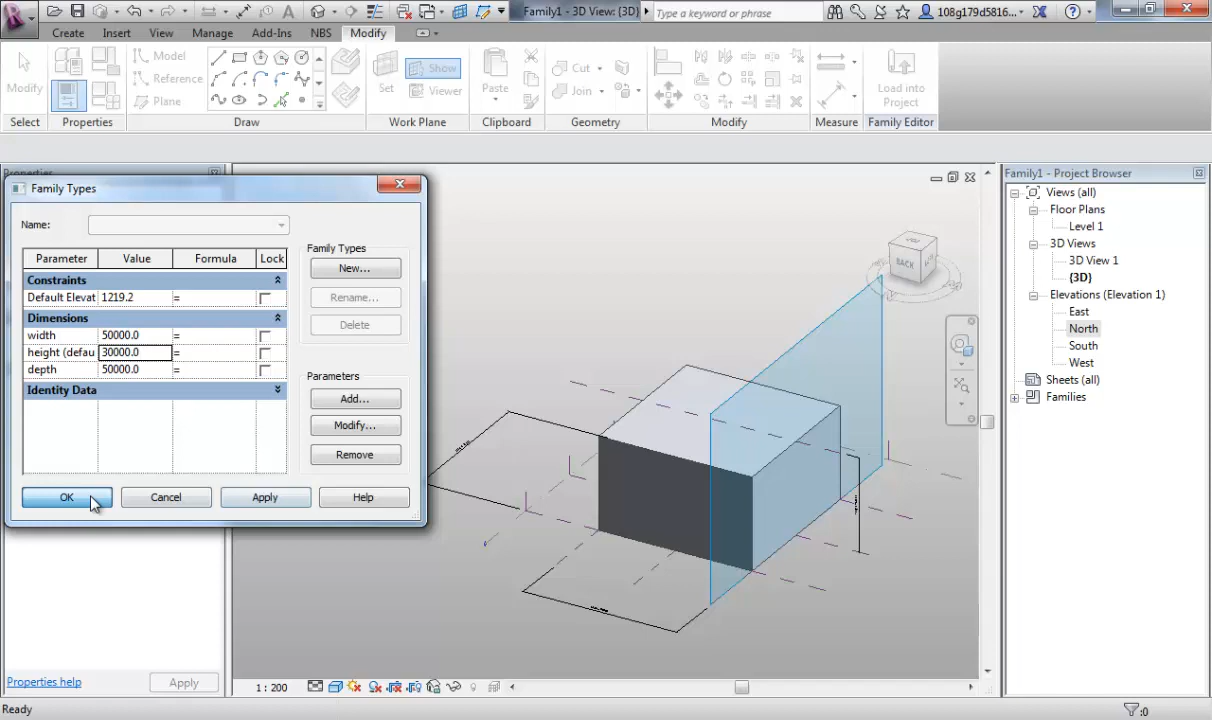 Family1 - 3D View: {3D}
Type a keyword or phrase
108g179d5816...
Create
Insert
View
Manage
Add-Ins
NBS
Modify
Modify
Model
Reference
Plane
Set
Show
Viewer
Paste
Cut
Join
Load into
Project
Select
Properties
Draw
Work Plane
Clipboard
Geometry
Modify
Measure
Family Editor
Properties
Family Types
Name:
Parameter
Value
Formula
Lock
Constraints
Default Elevat
1219.2
=
Dimensions
width
50000.0
=
height (defau
30000.0
=
depth
50000.0
=
Identity Data
Family Types
New...
Rename...
Delete
Parameters
Add...
Modify...
Remove
OK
Cancel
Apply
Help
BACK
Family1 - Project Browser
Views (all)
Floor Plans
Level 1
3D Views
3D View 1
{3D}
Elevations (Elevation 1)
East
North
South
West
Sheets (all)
Families
Properties help
Apply
1 : 200
Ready
:0